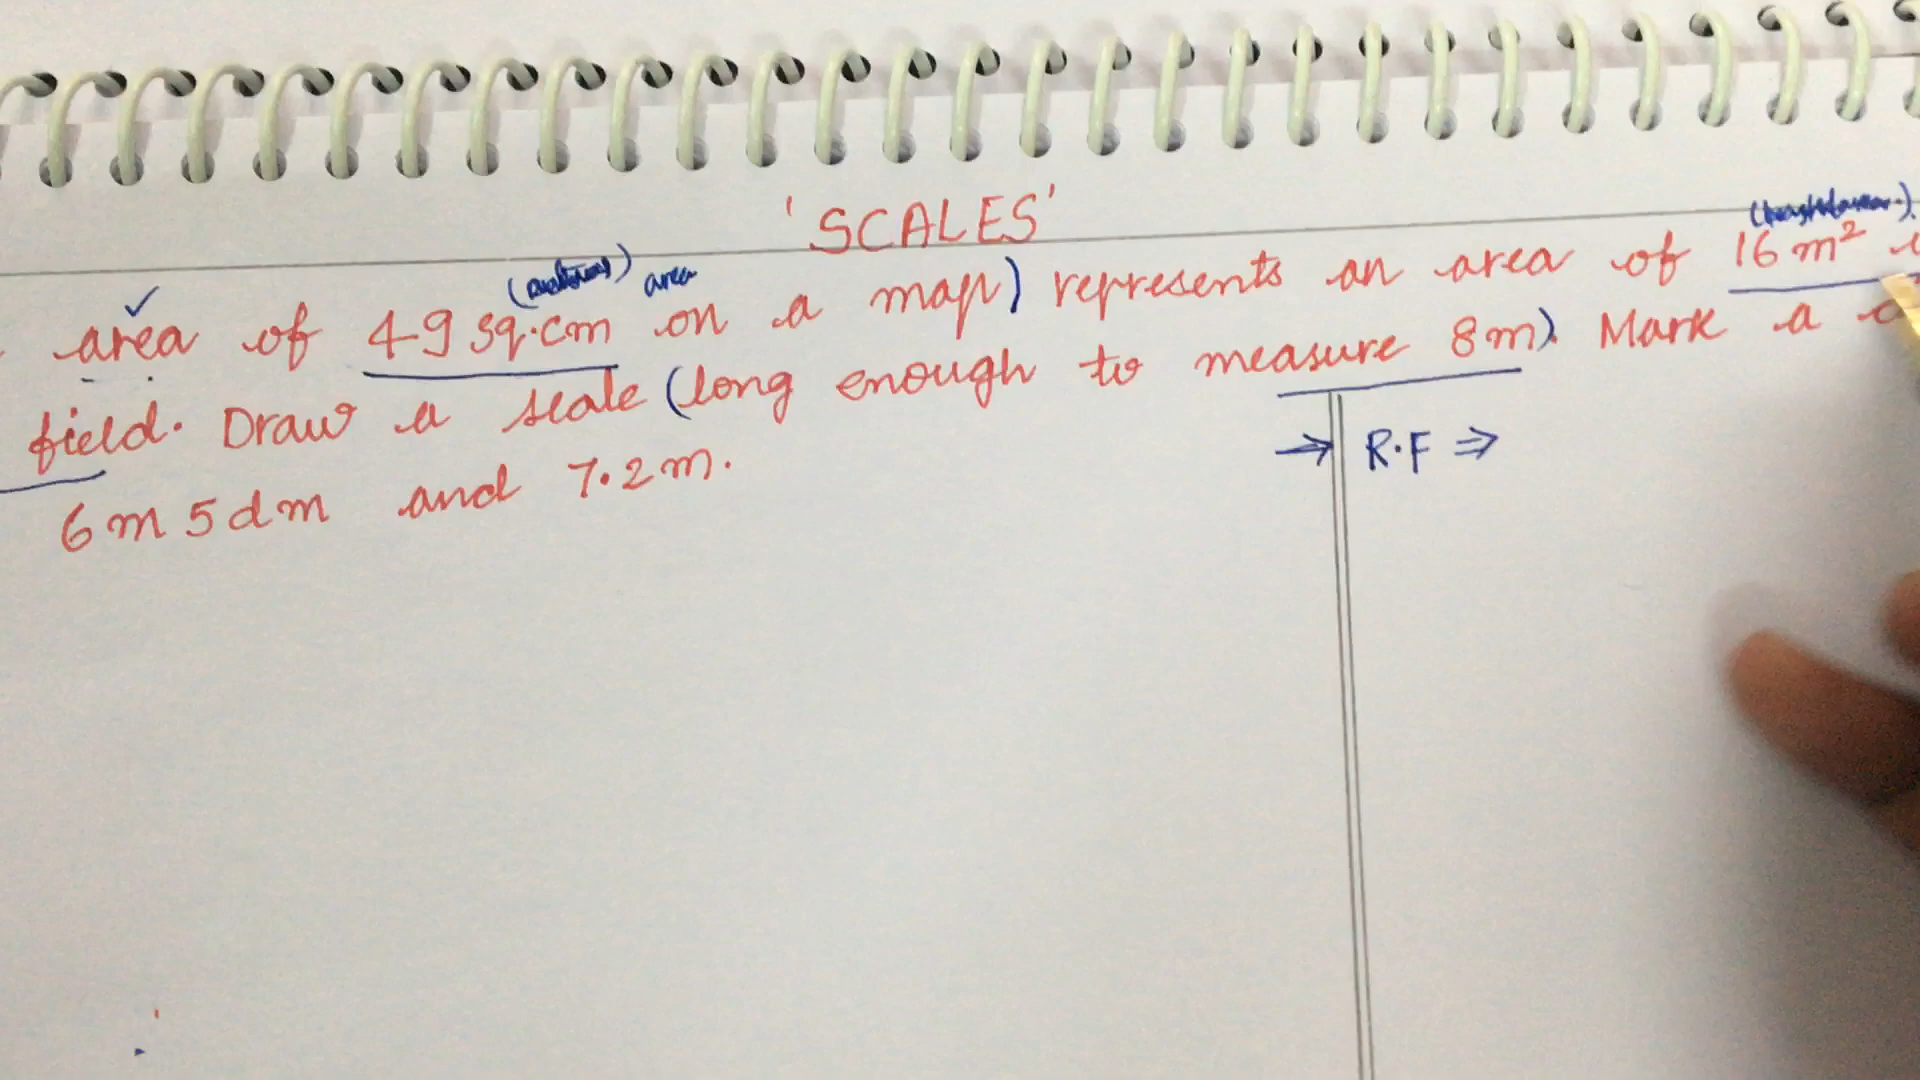 'SCALES'
area of 49 sq.cm on a map) represents an area of 16 m²
area
field. Draw a scale (long enough to measure 8m). Mark a
6m 5dm and 7.2m.
→ R.F ⇒